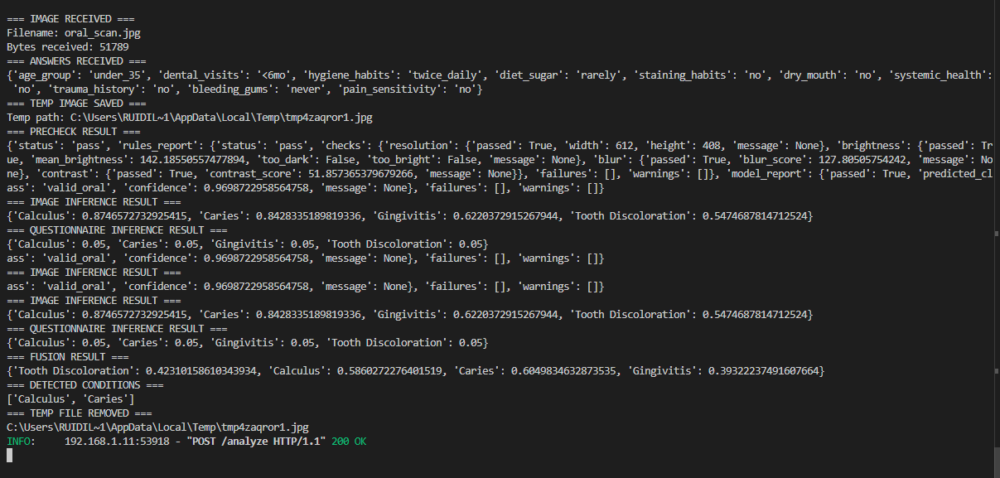 === IMAGE RECEIVED ===
Filename: oral_scan.jpg
Bytes received: 51789
=== ANSWERS RECEIVED ===
{'age_group': 'under_35', 'dental_visits': '<6mo', 'hygiene_habits': 'twice_daily', 'diet_sugar': 'rarely', 'staining_habits': 'no', 'dry_mouth': 'no', 'systemic_health':
'no', 'trauma_history': 'no', 'bleeding_gums': 'never', 'pain_sensitivity': 'no'}
=== TEMP IMAGE SAVED ===
Temp path: C:\Users\RUIDIL~1\AppData\Local\Temp\tmp4zaqror1.jpg
=== PRECHECK RESULT ===
{'status': 'pass', 'rules_report': {'status': 'pass', 'checks': {'resolution': {'passed': True, 'width': 612, 'height': 408, 'message': None}, 'brightness': {'passed': Tr
ue, 'mean_brightness': 142.18550557477894, 'too_dark': False, 'too_bright': False, 'message': None}, 'blur': {'passed': True, 'blur_score': 127.80505754242, 'message': No
ne}, 'contrast': {'passed': True, 'contrast_score': 51.857365379679266, 'message': None}}, 'failures': [], 'warnings': []}, 'model_report': {'passed': True, 'predicted_cl
ass': 'valid_oral', 'confidence': 0.9698722958564758, 'message': None}, 'failures': [], 'warnings': []}
=== IMAGE INFERENCE RESULT ===
{'Calculus': 0.8746572732925415, 'Caries': 0.8428335189819336, 'Gingivitis': 0.6220372915267944, 'Tooth Discoloration': 0.5474687814712524}
=== QUESTIONNAIRE INFERENCE RESULT ===
{'Calculus': 0.05, 'Caries': 0.05, 'Gingivitis': 0.05, 'Tooth Discoloration': 0.05}
ass': 'valid_oral', 'confidence': 0.9698722958564758, 'message': None}, 'failures': [], 'warnings': []}
=== IMAGE INFERENCE RESULT ===
ass': 'valid_oral', 'confidence': 0.9698722958564758, 'message': None}, 'failures': [], 'warnings': []}
=== IMAGE INFERENCE RESULT ===
{'Calculus': 0.8746572732925415, 'Caries': 0.8428335189819336, 'Gingivitis': 0.6220372915267944, 'Tooth Discoloration': 0.5474687814712524}
=== QUESTIONNAIRE INFERENCE RESULT ===
{'Calculus': 0.05, 'Caries': 0.05, 'Gingivitis': 0.05, 'Tooth Discoloration': 0.05}
=== FUSION RESULT ===
{'Tooth Discoloration': 0.42310158610343934, 'Calculus': 0.5860272276401519, 'Caries': 0.6049834632873535, 'Gingivitis': 0.39322237491607664}
=== DETECTED CONDITIONS ===
['Calculus', 'Caries']
=== TEMP FILE REMOVED ===
C:\Users\RUIDIL~1\AppData\Local\Temp\tmp4zaqror1.jpg
INFO:     192.168.1.11:53918 - "POST /analyze HTTP/1.1" 200 OK